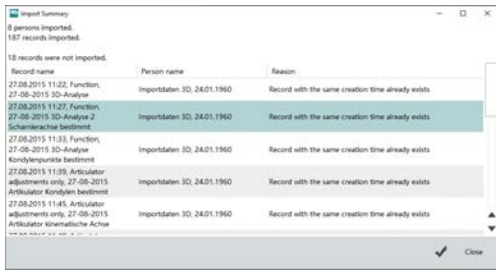 Import Summary
8 persons imported.
187 records imported.
18 records were not imported.
Record name Person name Reason
27.08.2015 11:22, Function,
27-08-2015 3D-Analyse
Importdaten 3D, 24.01.1960 Record with the same creation time already exists
27.08.2015 11:27, Function,
27-08-2015 3D-Analyse 2
Scharnierachse bestimmt
Importdaten 3D, 24.01.1960 Record with the same creation time already exists
27.08.2015 11:33, Function,
27-08-2015 3D-Analyse
Kondylenpunkte bestimmt
Importdaten 3D, 24.01.1960 Record with the same creation time already exists
27.08.2015 11:39, Articulator
adjustments only, 27-08-2015
Artikulator Kondylen bestimmt
Importdaten 3D, 24.01.1960 Record with the same creation time already exists
27.08.2015 11:45, Articulator
adjustments only, 27-08-2015
Artikulator kinematische Achse
Importdaten 3D, 24.01.1960 Record with the same creation time already exists
Close